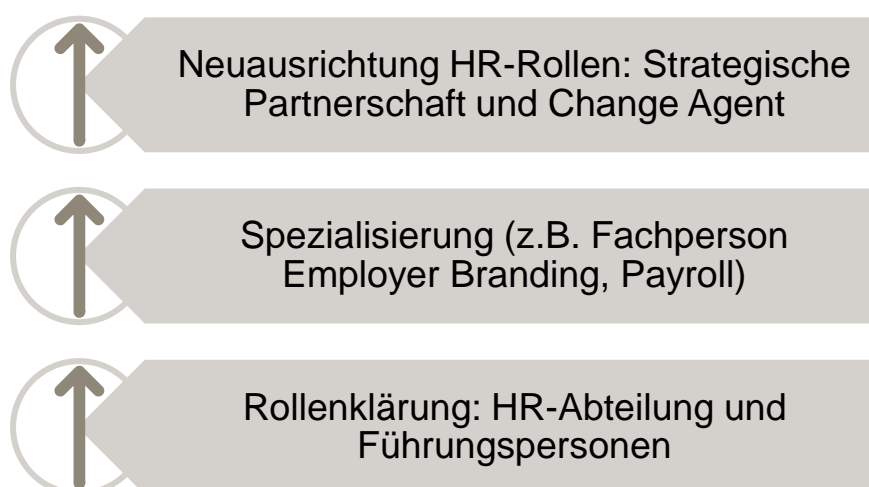 Neuausrichtung HR-Rollen: Strategische
Partnerschaft und Change Agent
Spezialisierung (z.B. Fachperson
Employer Branding, Payroll)
Rollenklärung: HR-Abteilung und
Führungspersonen